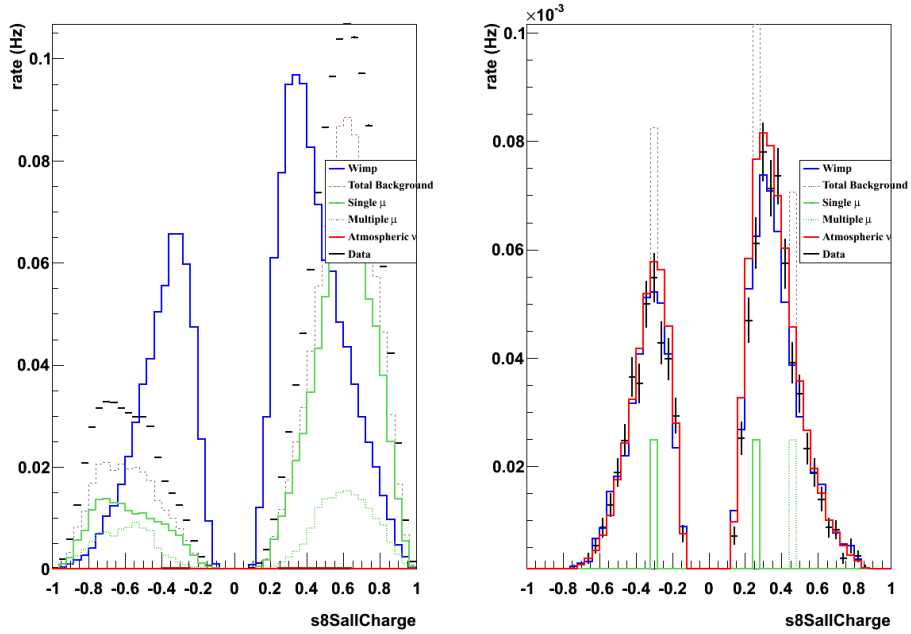 rate (Hz)
0.1
0.08
0.06
0.04
0.02
0
-1 -0.8 -0.6 -0.4 -0.2 0 0.2 0.4 0.6 0.8 1
s8SallCharge
Wimp
Total Background
Single μ
Multiple μ
Atmospheric ν
Data
×10⁻³
rate (Hz)
0.1
0.08
0.06
0.04
0.02
-1 -0.8 -0.6 -0.4 -0.2 0 0.2 0.4 0.6 0.8 1
s8SallCharge
Wimp
Total Background
Single μ
Multiple μ
Atmospheric ν
Data